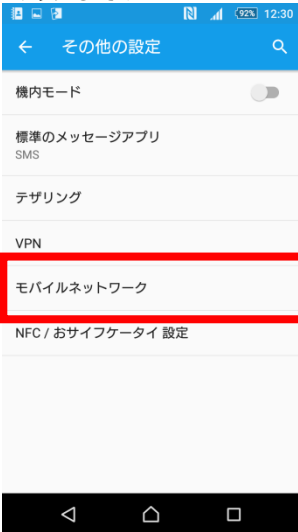 92% 12:30
その他の設定
機内モード
標準のメッセージアプリ
SMS
テザリング
VPN
モバイルネットワーク
NFC / おサイフケータイ 設定